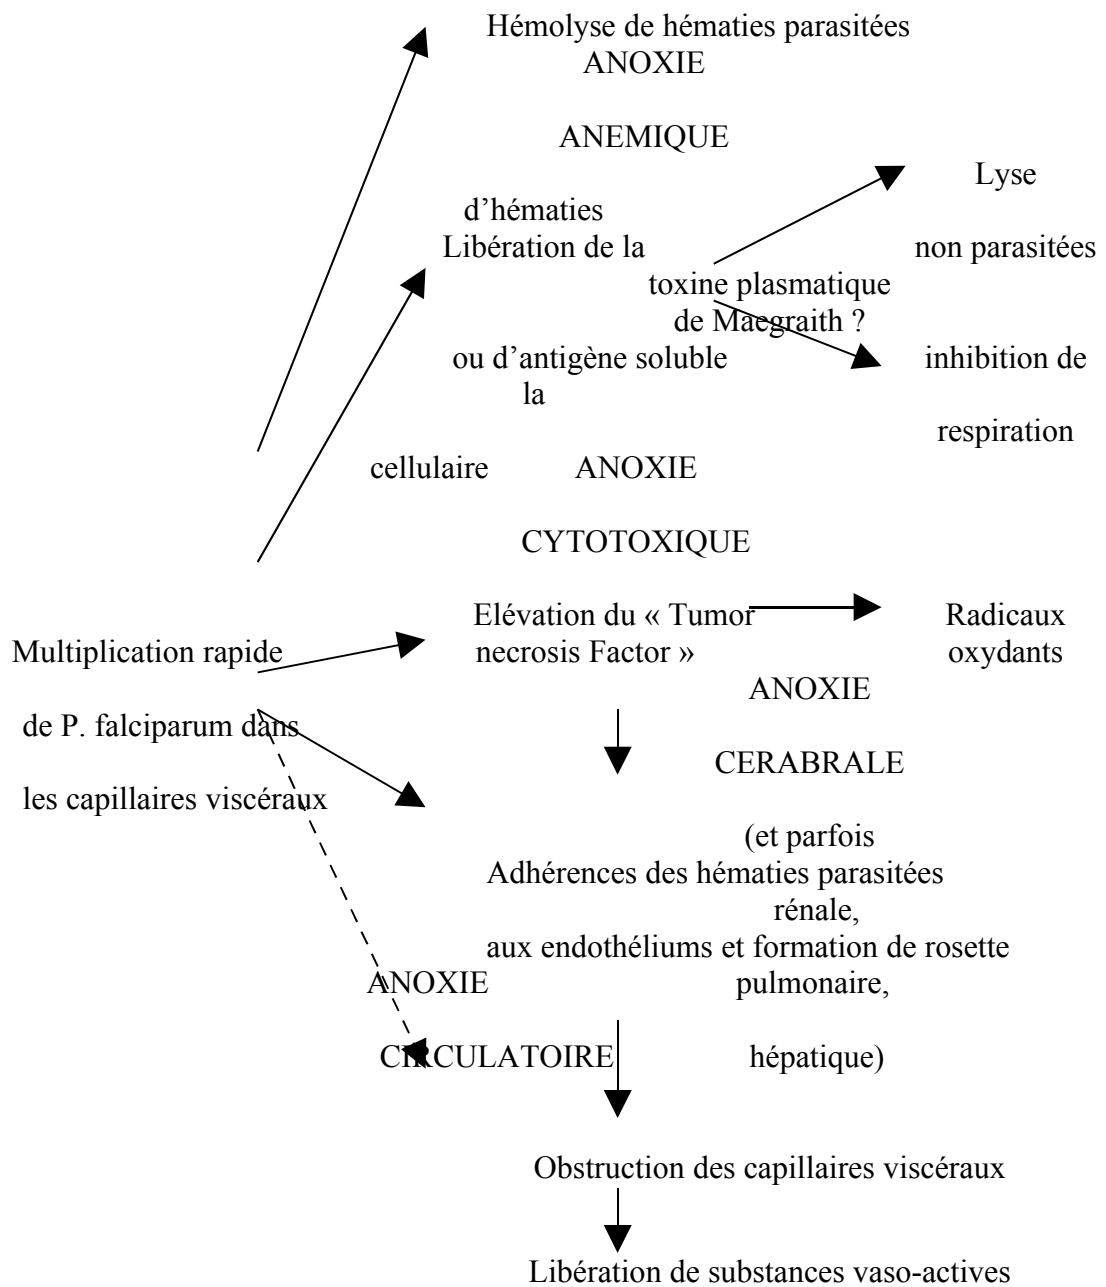 Hémolyse de hématies parasitées
ANOXIE
ANEMIQUE
Lyse
d’hématies
Libération de la non parasitées
toxine plasmatique
de Maegraith ?
ou d’antigène soluble inhibition de
la
respiration
cellulaire ANOXIE
CYTOTOXIQUE
Elévation du « Tumor Radicaux
Multiplication rapide necrosis Factor » oxydants
ANOXIE
de P. falciparum dans
CERABRALE
les capillaires viscéraux
(et parfois
Adhérences des hématies parasitées
rénale,
aux endothéliums et formation de rosette
ANOXIE pulmonaire,
CIRCULATOIRE hépatique)
Obstruction des capillaires viscéraux
Libération de substances vaso-actives